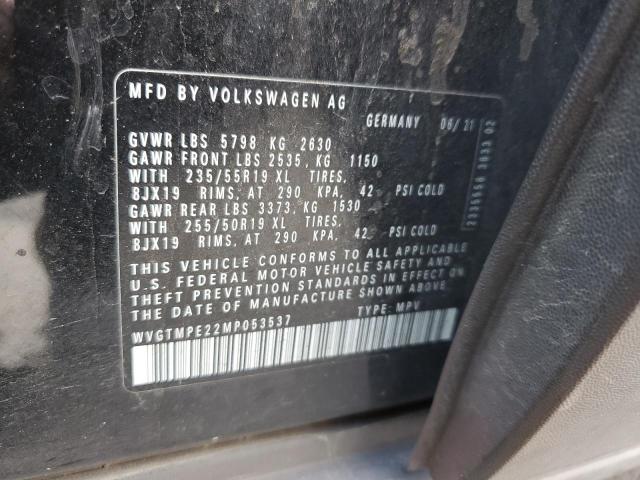 MFD BY VOLKSWAGEN AG
GERMANY 06/21
GVWR LBS 5798 KG 2630
GAWR FRONT LBS 2535, KG 1150
WITH 235/55R19 XL TIRES,
8JX19 RIMS, AT 290 KPA, 42 PSI COLD
GAWR REAR LBS 3373, KG 1530
WITH 255/50R19 XL TIRES,
8JX19 RIMS, AT 290 KPA, 42 PSI COLD
THIS VEHICLE CONFORMS TO ALL APPLICABLE
U.S. FEDERAL MOTOR VEHICLE SAFETY AND
THEFT PREVENTION STANDARDS IN EFFECT ON
THE DATE OF MANUFACTURE SHOWN ABOVE.
WVGTMPE22MP053537 TYPE: MPV